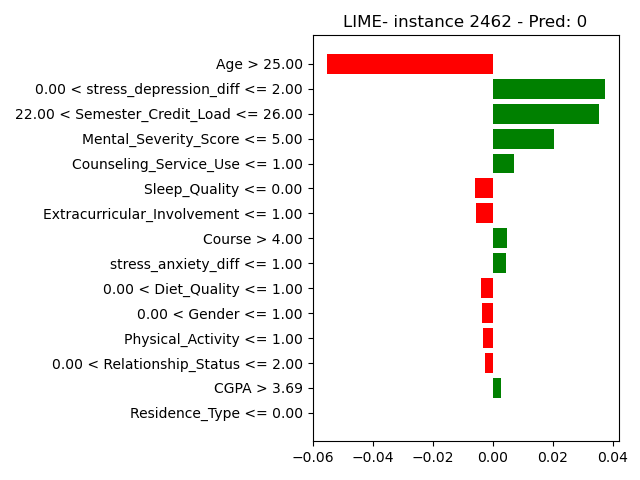 LIME- instance 2462 - Pred: 0
Age > 25.00
0.00 < stress_depression_diff <= 2.00
22.00 < Semester_Credit_Load <= 26.00
Mental_Severity_Score <= 5.00
Counseling_Service_Use <= 1.00
Sleep_Quality <= 0.00
Extracurricular_Involvement <= 1.00
Course > 4.00
stress_anxiety_diff <= 1.00
0.00 < Diet_Quality <= 1.00
0.00 < Gender <= 1.00
Physical_Activity <= 1.00
0.00 < Relationship_Status <= 2.00
CGPA > 3.69
Residence_Type <= 0.00
−0.06 −0.04 −0.02 0.00 0.02 0.04